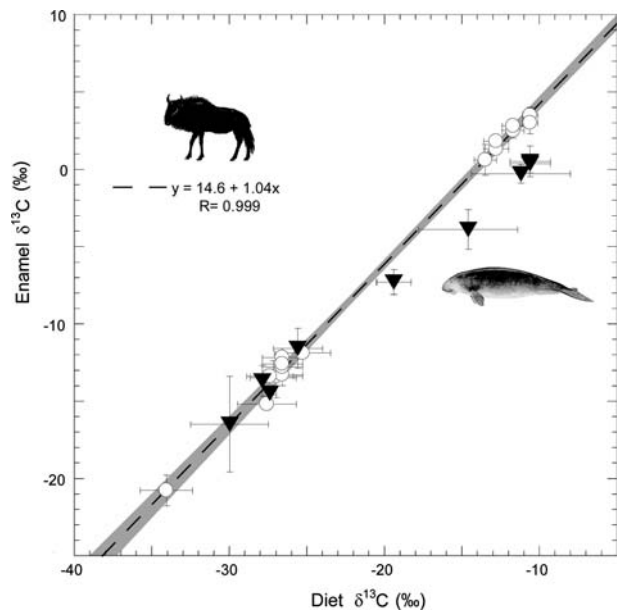 10
0
-10
-20
Enamel δ¹³C (‰)
y = 14.6 + 1.04x
R= 0.999
-40 -30 -20 -10
Diet δ¹³C (‰)